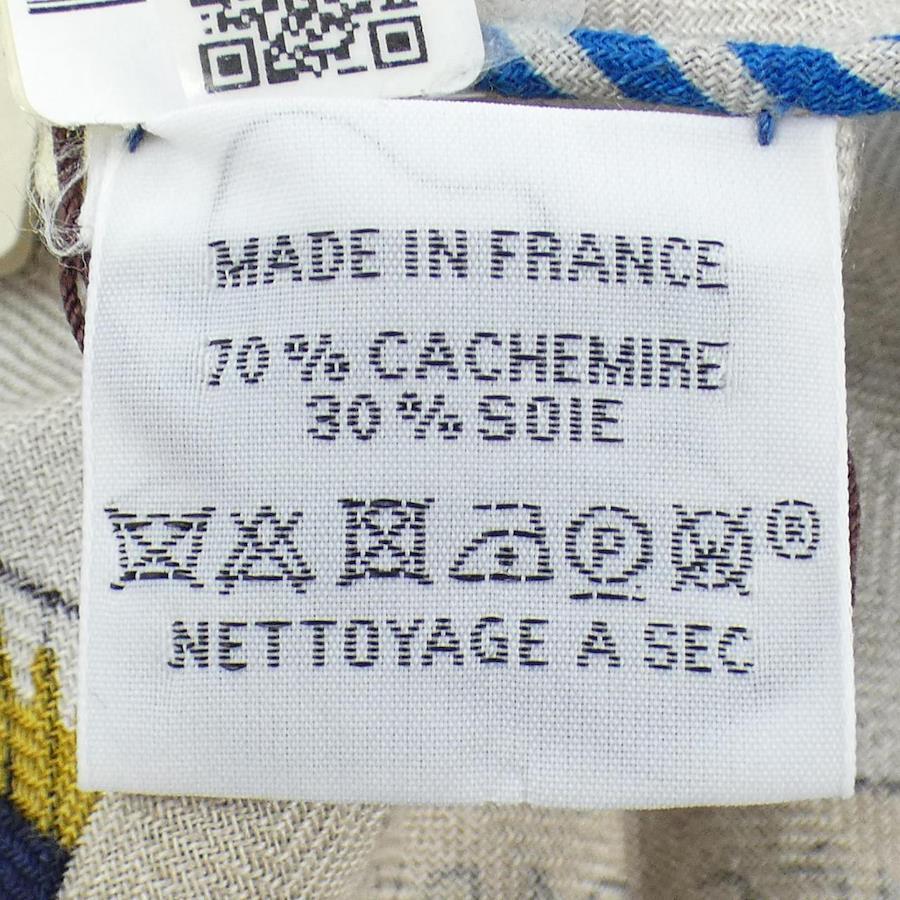 MADE IN FRANCE
70% CACHEMIRE
30% SOIE
P ®
NETTOYAGE A SEC